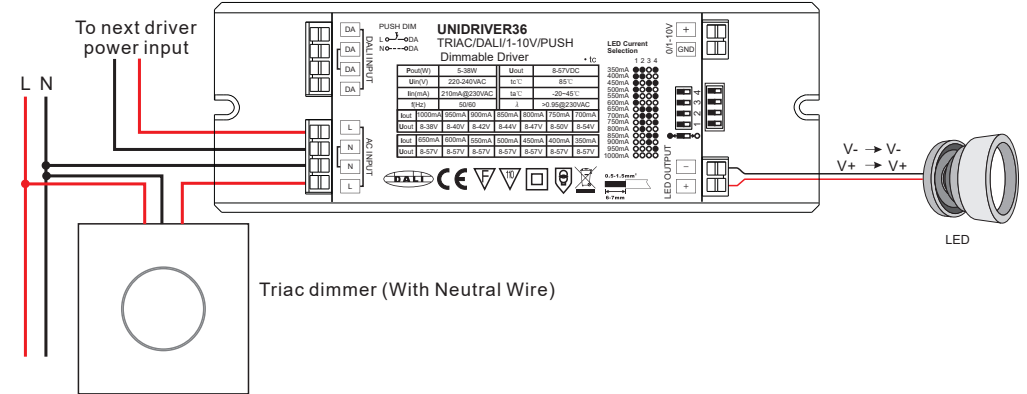 To next driver
power input
L N
DA
DA
DA
DA
DALI INPUT
PUSH DIM
L DA
N DA
UNIDRIVER36
TRIAC/DALI/1-10V/PUSH
Dimmable Driver
• tc
Pout(W) 5-38W Uout 8-57VDC
Uin(V) 220-240VAC tc℃ 85℃
Iin(mA) 210mA@230VAC ta℃ -20~45℃
f(Hz) 50/60 λ >0.95@230VAC
Iout 1000mA 950mA 900mA 850mA 800mA 750mA 700mA
Uout 8-38V 8-40V 8-42V 8-44V 8-47V 8-50V 8-54V
Iout 650mA 600mA 550mA 500mA 450mA 400mA 350mA
Uout 8-57V 8-57V 8-57V 8-57V 8-57V 8-57V 8-57V
LED Current
Selection
1 2 3 4
350mA
400mA
450mA
500mA
550mA
600mA
650mA
700mA
750mA
800mA
850mA
900mA
950mA
1000mA
0/1-10V
+
GND
1 2 3 4
L
N
N
L
AC INPUT
DALI
CE
F
110
0.5-1.5mm²
6-7mm
LED OUTPUT
−
+
V- → V-
V+ → V+
LED
Triac dimmer (With Neutral Wire)